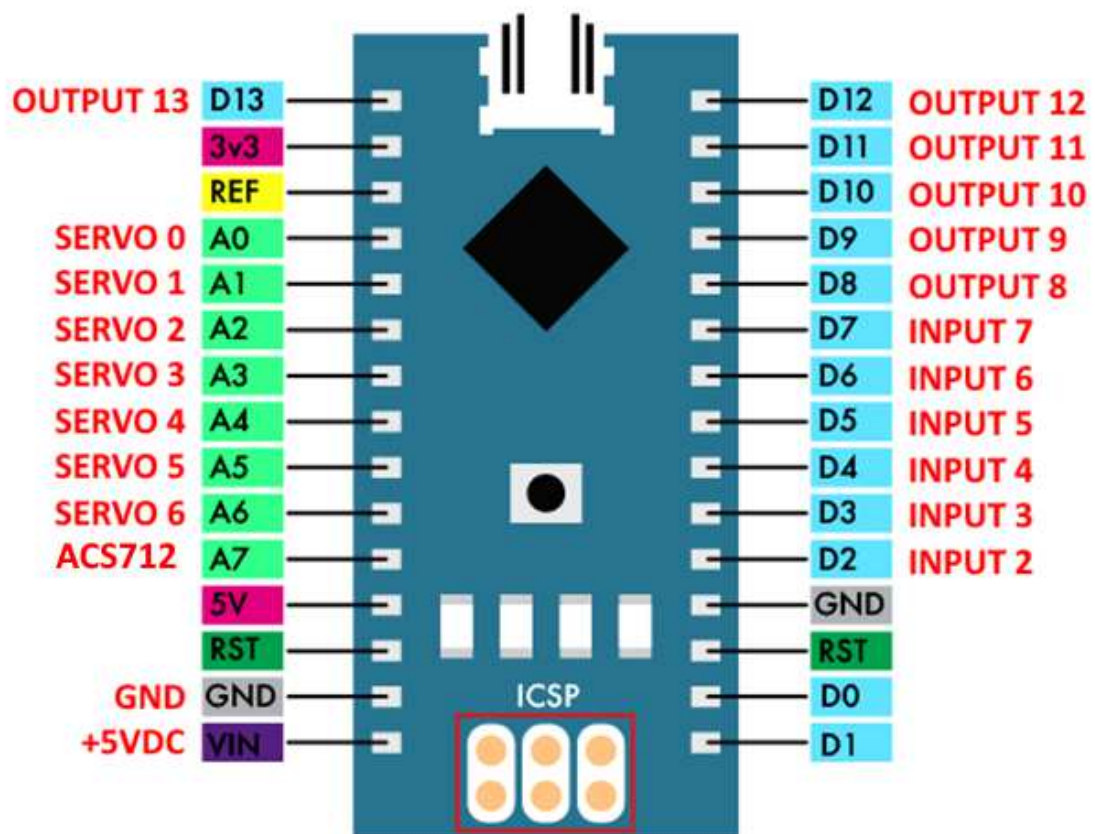 OUTPUT 13 D13 D12 OUTPUT 12
3v3 D11 OUTPUT 11
REF D10 OUTPUT 10
SERVO 0 A0 D9 OUTPUT 9
SERVO 1 A1 D8 OUTPUT 8
SERVO 2 A2 D7 INPUT 7
SERVO 3 A3 D6 INPUT 6
SERVO 4 A4 D5 INPUT 5
SERVO 5 A5 D4 INPUT 4
SERVO 6 A6 D3 INPUT 3
ACS712 A7 D2 INPUT 2
5V GND
RST RST
GND GND ICSP D0
+5VDC VIN D1